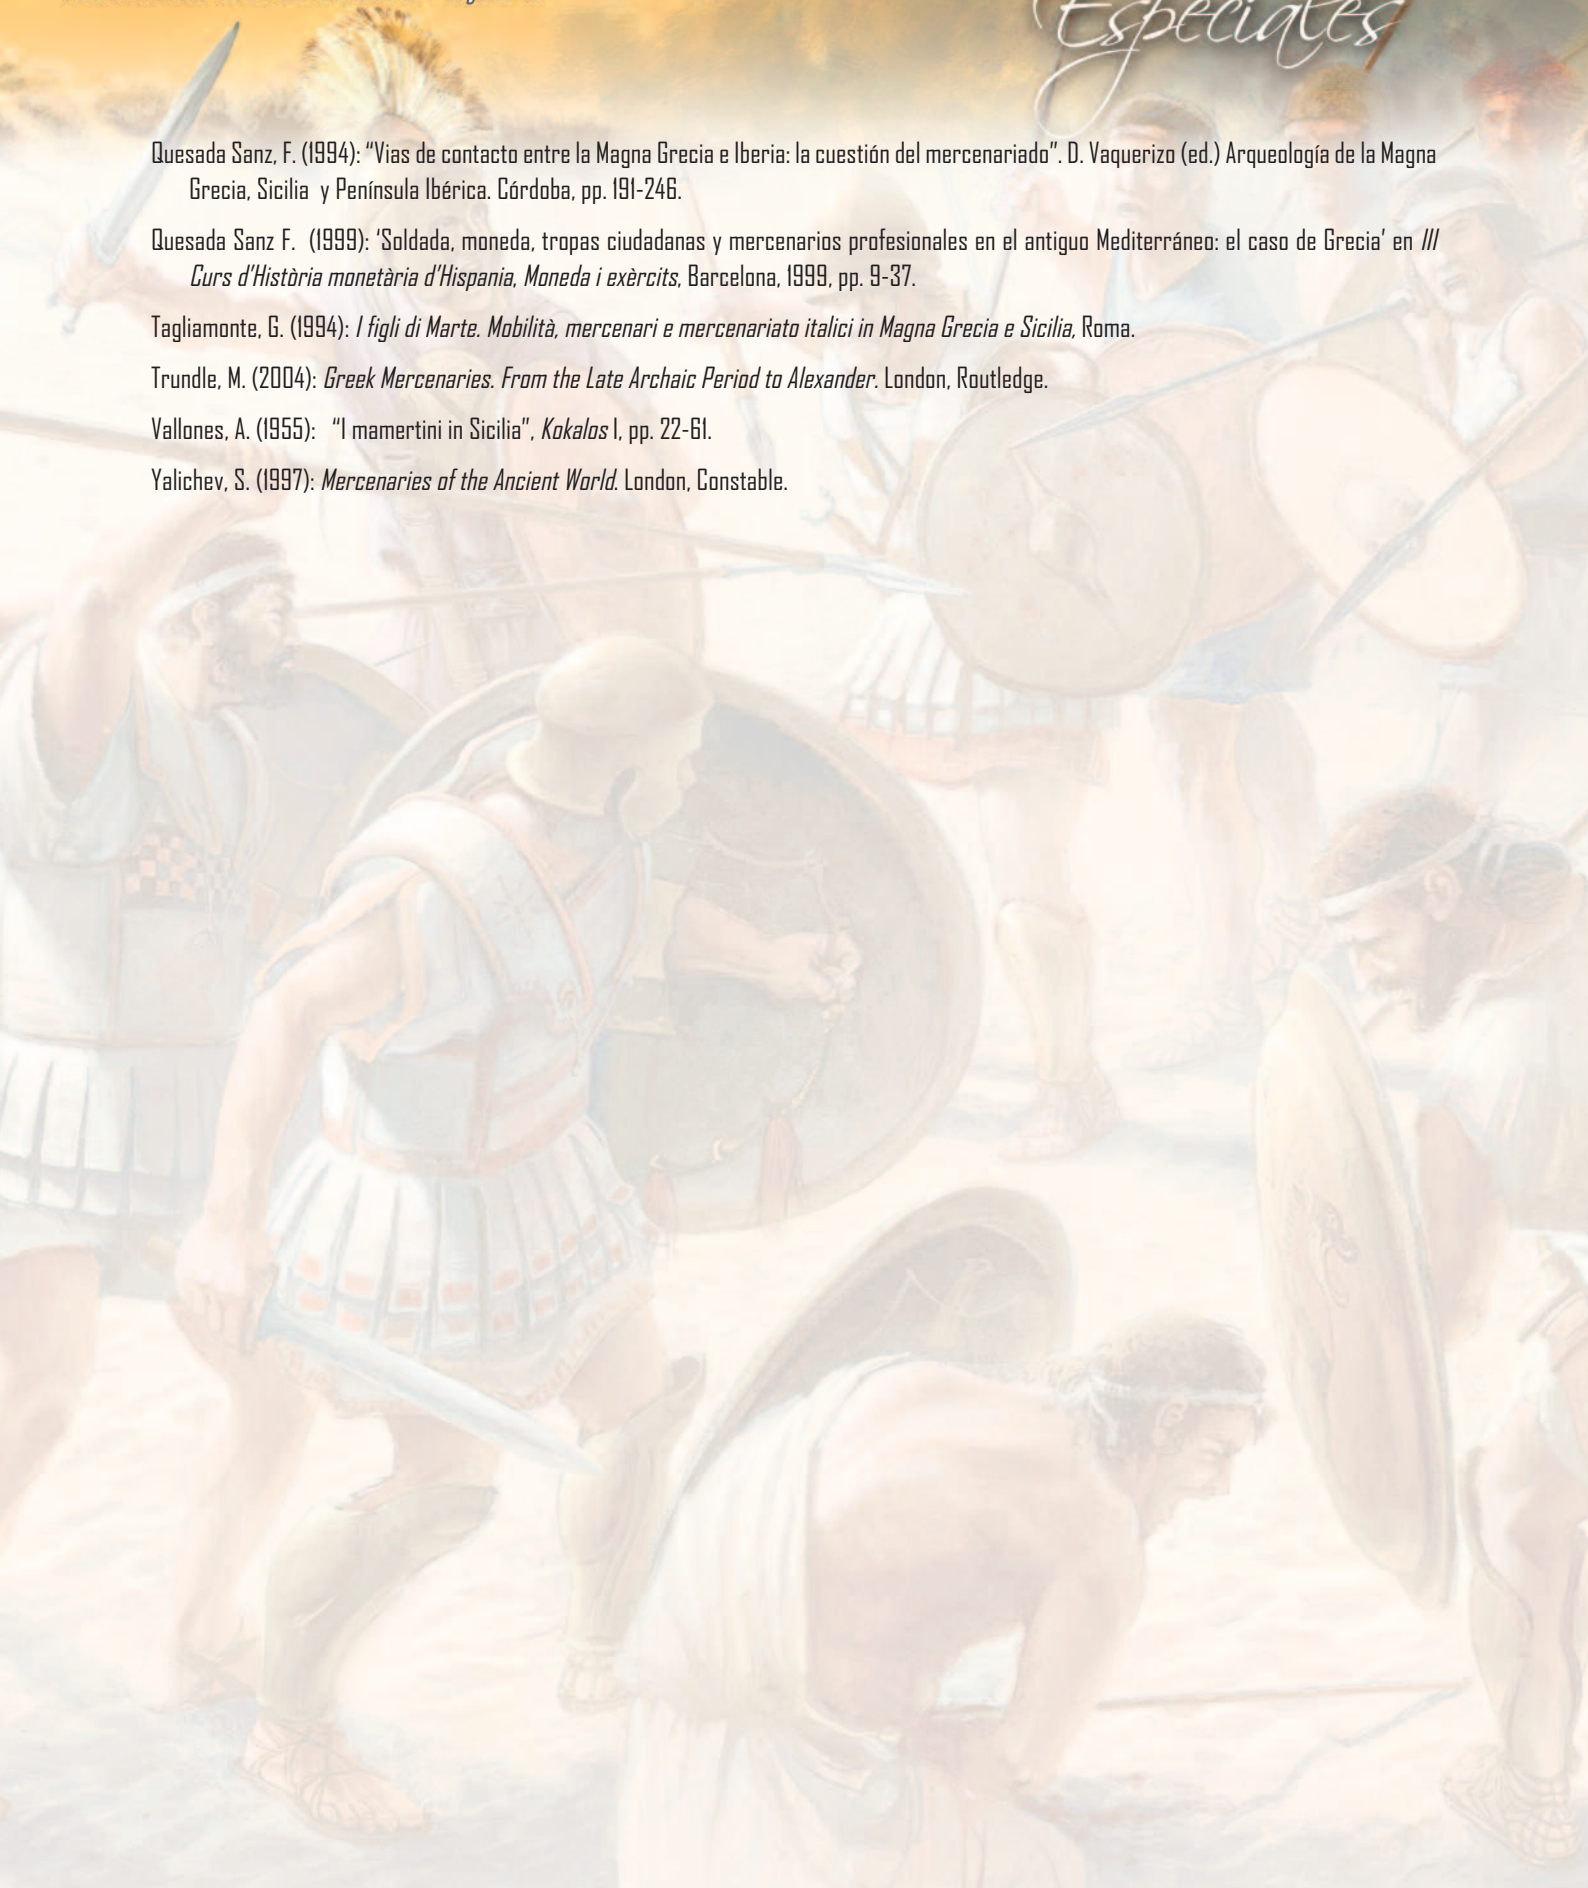 Especiales
Quesada Sanz, F. (1994): “Vias de contacto entre la Magna Grecia e Iberia: la cuestión del mercenariado”. D. Vaquerizo (ed.) Arqueología de la Magna
Grecia, Sicilia y Península Ibérica. Córdoba, pp. 191-246.
Quesada Sanz F. (1999): ‘Soldada, moneda, tropas ciudadanas y mercenarios profesionales en el antiguo Mediterráneo: el caso de Grecia’ en III
Curs d’Història monetària d’Hispania, Moneda i exèrcits, Barcelona, 1999, pp. 9-37.
Tagliamonte, G. (1994): I figli di Marte. Mobilità, mercenari e mercenariato italici in Magna Grecia e Sicilia, Roma.
Trundle, M. (2004): Greek Mercenaries. From the Late Archaic Period to Alexander. London, Routledge.
Vallones, A. (1955): “I mamertini in Sicilia”, Kokalos I, pp. 22-61.
Yalichev, S. (1997): Mercenaries of the Ancient World. London, Constable.